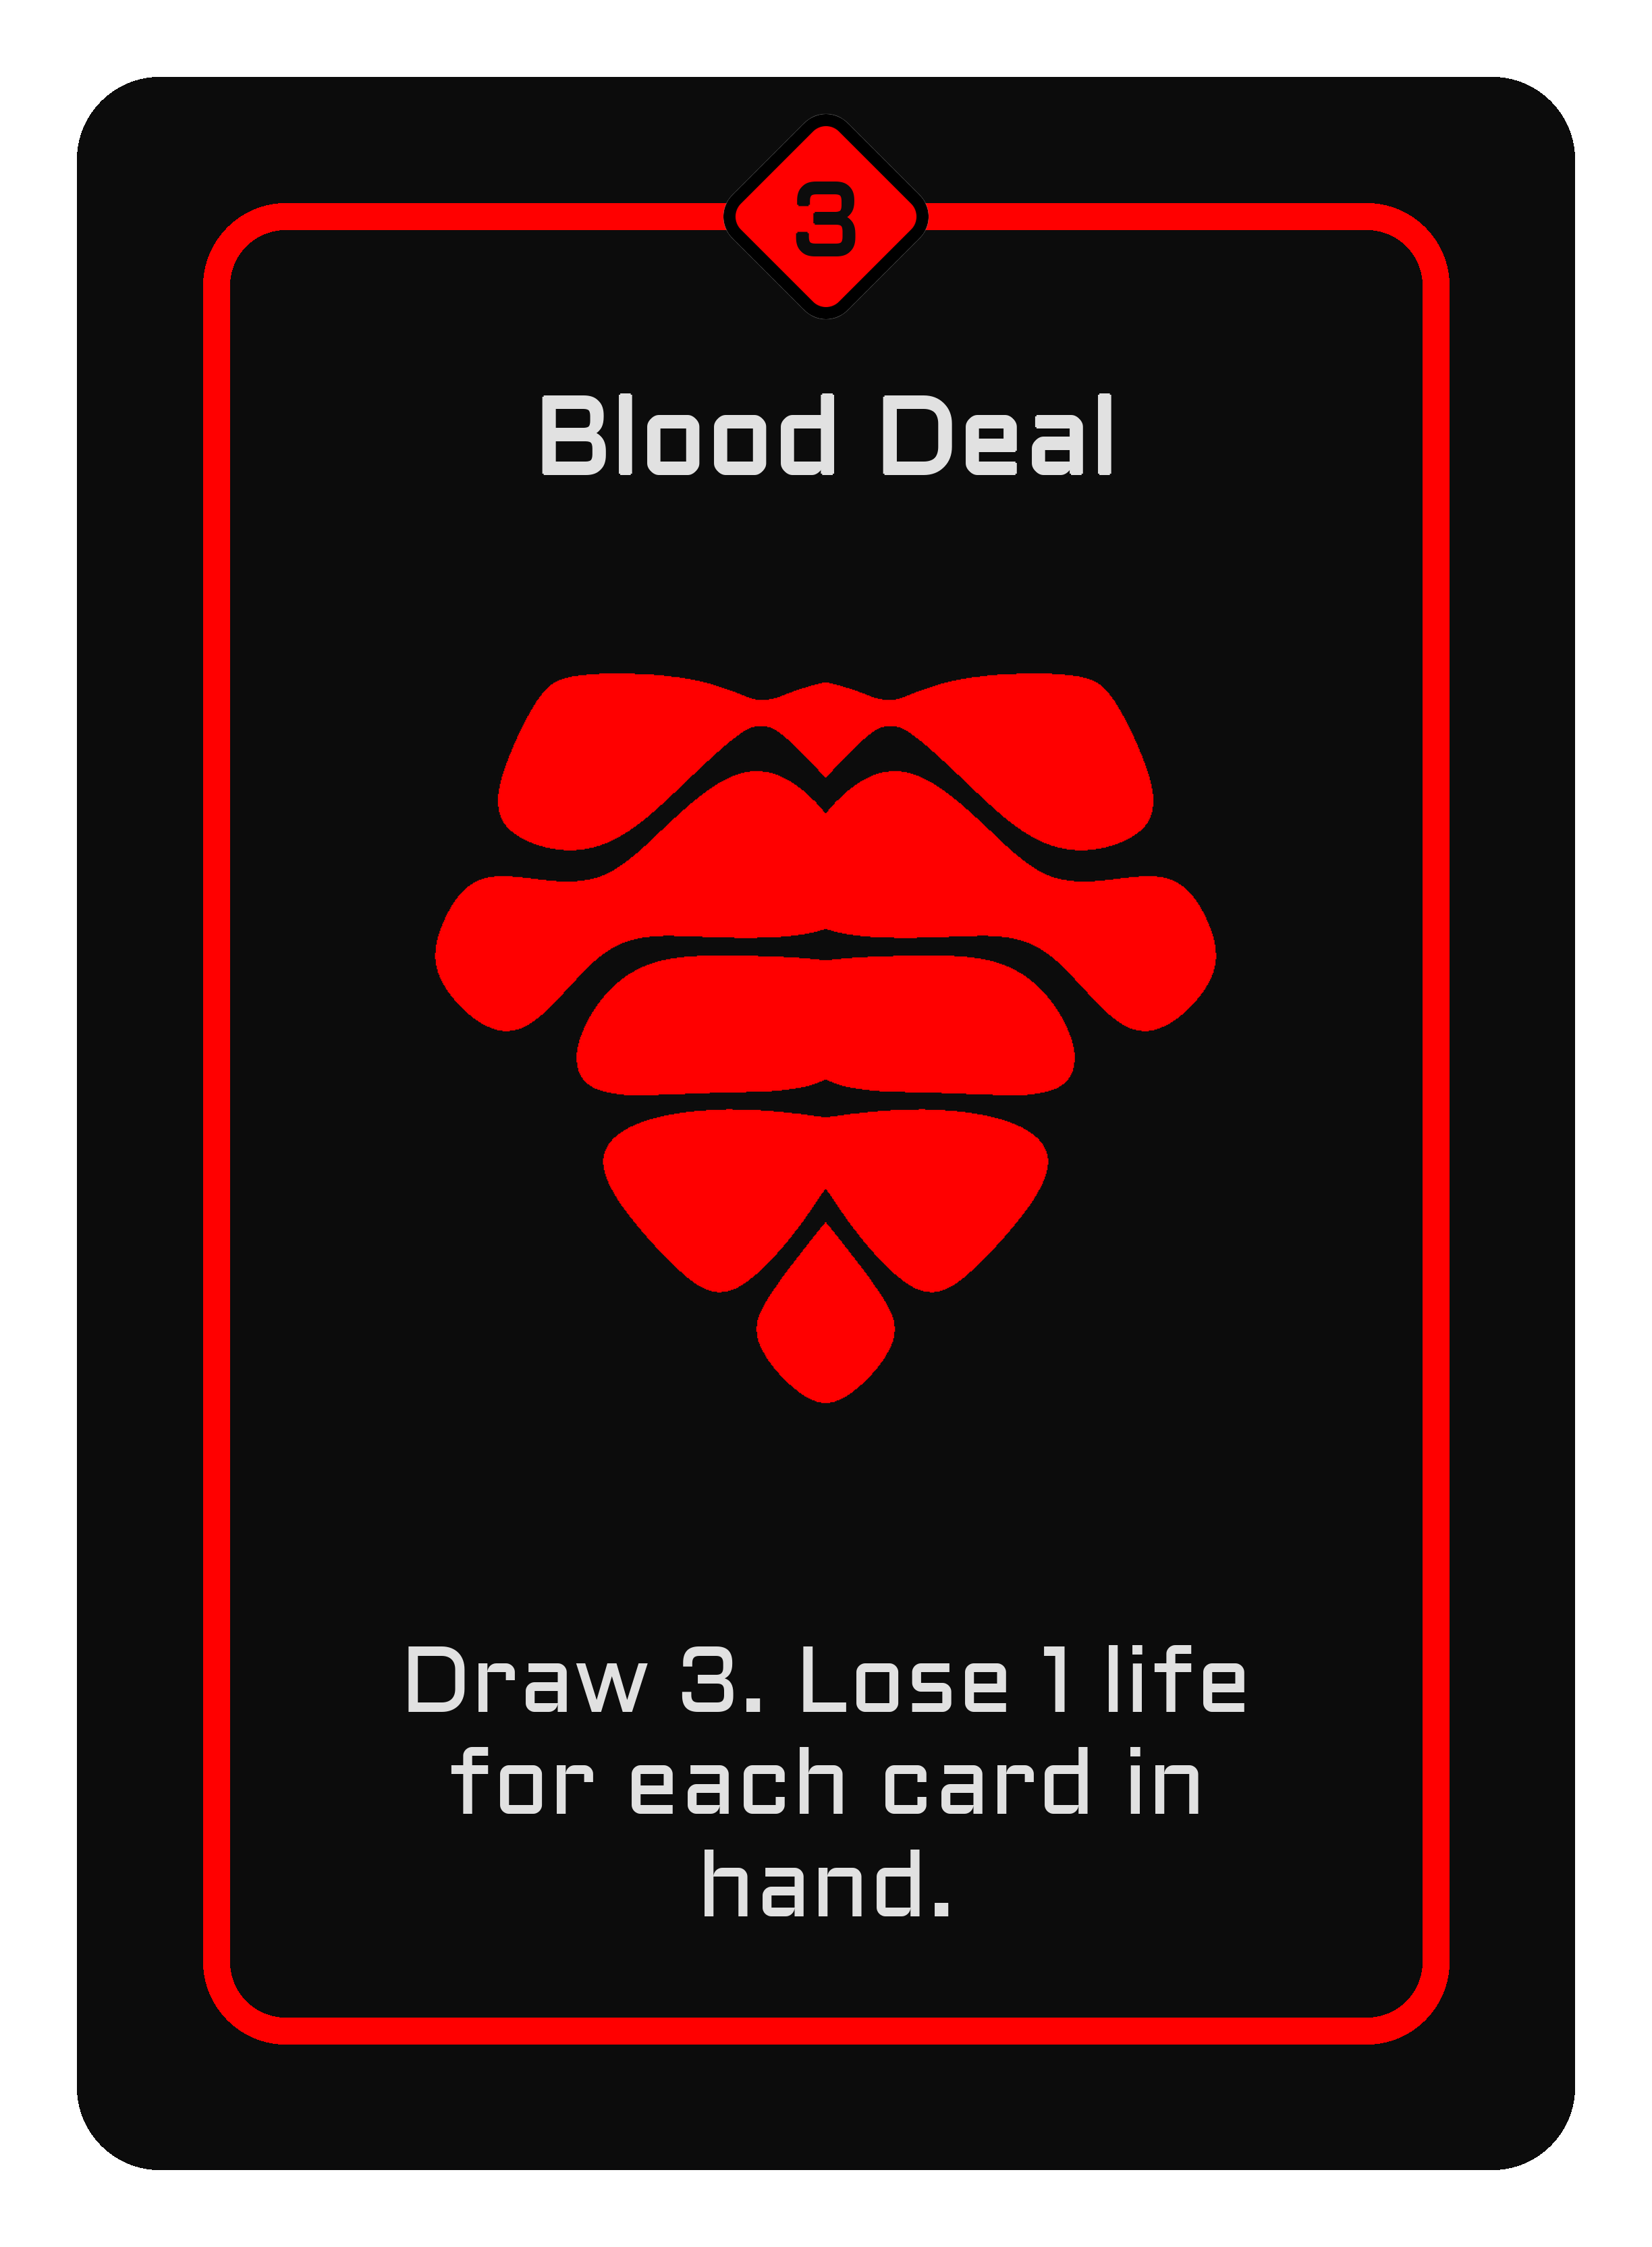 3
Blood Deal
Draw 3. Lose 1 life
for each card in
hand.